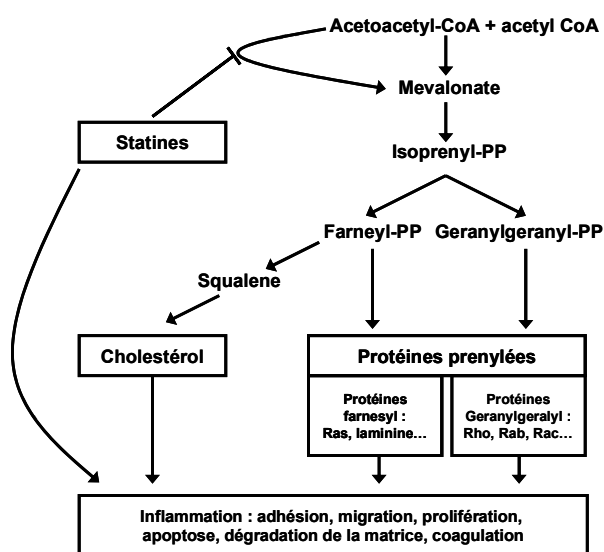 Acetoacetyl-CoA + acetyl CoA
Mevalonate
Statines
Isoprenyl-PP
Farneyl-PP
Geranylgeranyl-PP
Squalene
Cholestérol
Protéines prenylées
Protéines
farnesyl :
Ras, laminine...
Protéines
Geranylgeralyl :
Rho, Rab, Rac...
Inflammation : adhésion, migration, prolifération,
apoptose, dégradation de la matrice, coagulation